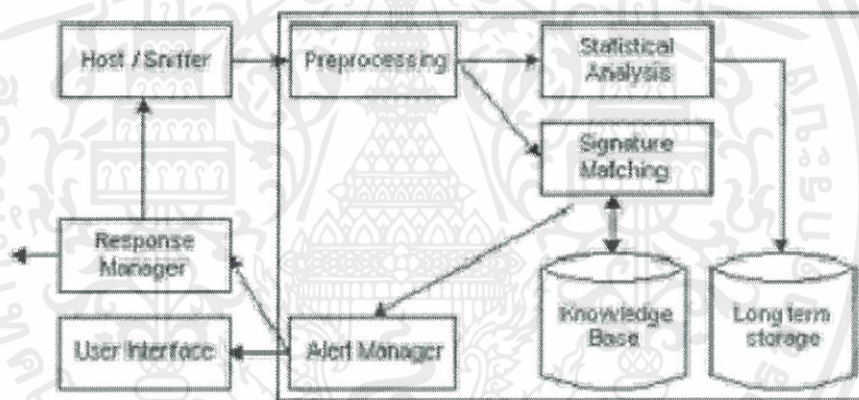 Host / Sniffer
Preprocessing
Statistical
Analysis
Signature
Matching
Response
Manager
User Interface
Alert Manager
Knowledge
Base
Long term
storage